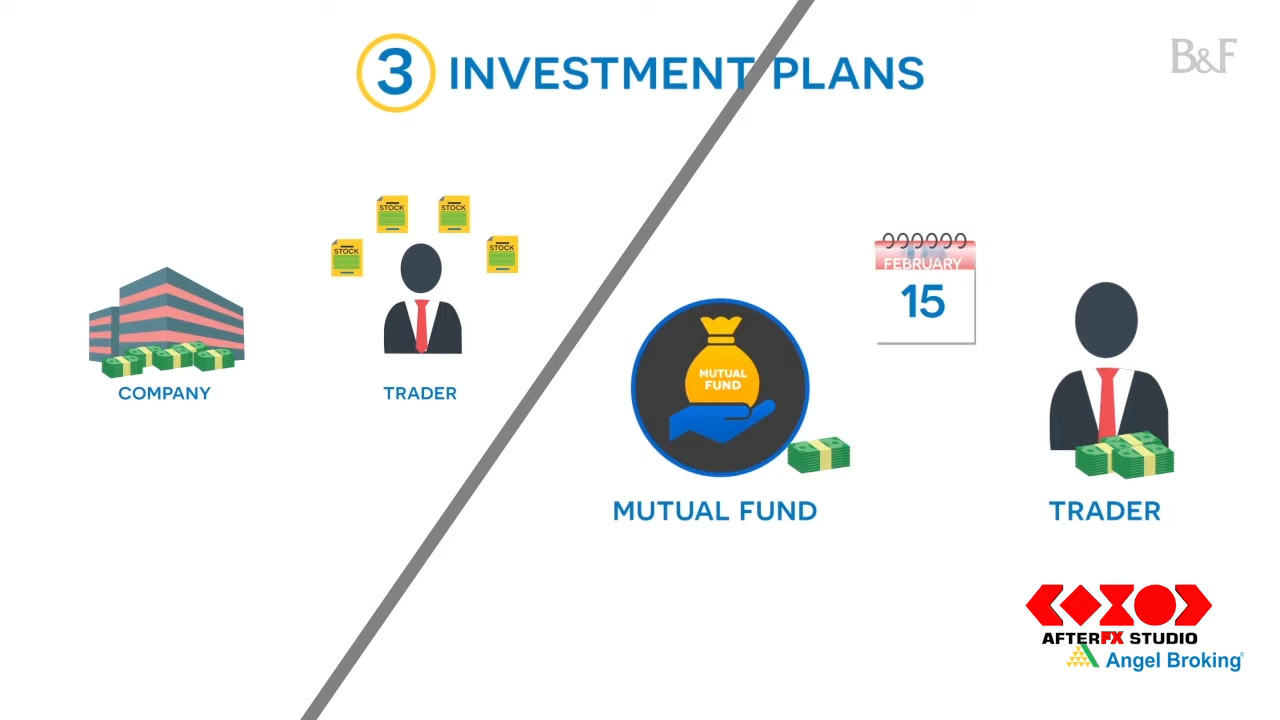 3 INVESTMENT PLANS
B&F
STOCK
STOCK
STOCK
STOCK
COMPANY
TRADER
FEBRUARY
15
MUTUAL
FUND
MUTUAL FUND
TRADER
AFTERFX STUDIO
Angel Broking